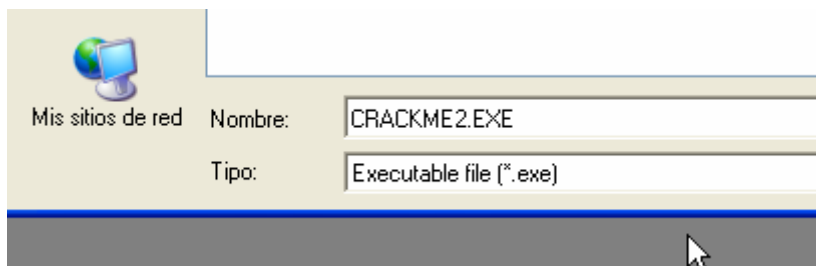 Mis sitios de red
Nombre: CRACKME2.EXE
Tipo: Executable file (*.exe)